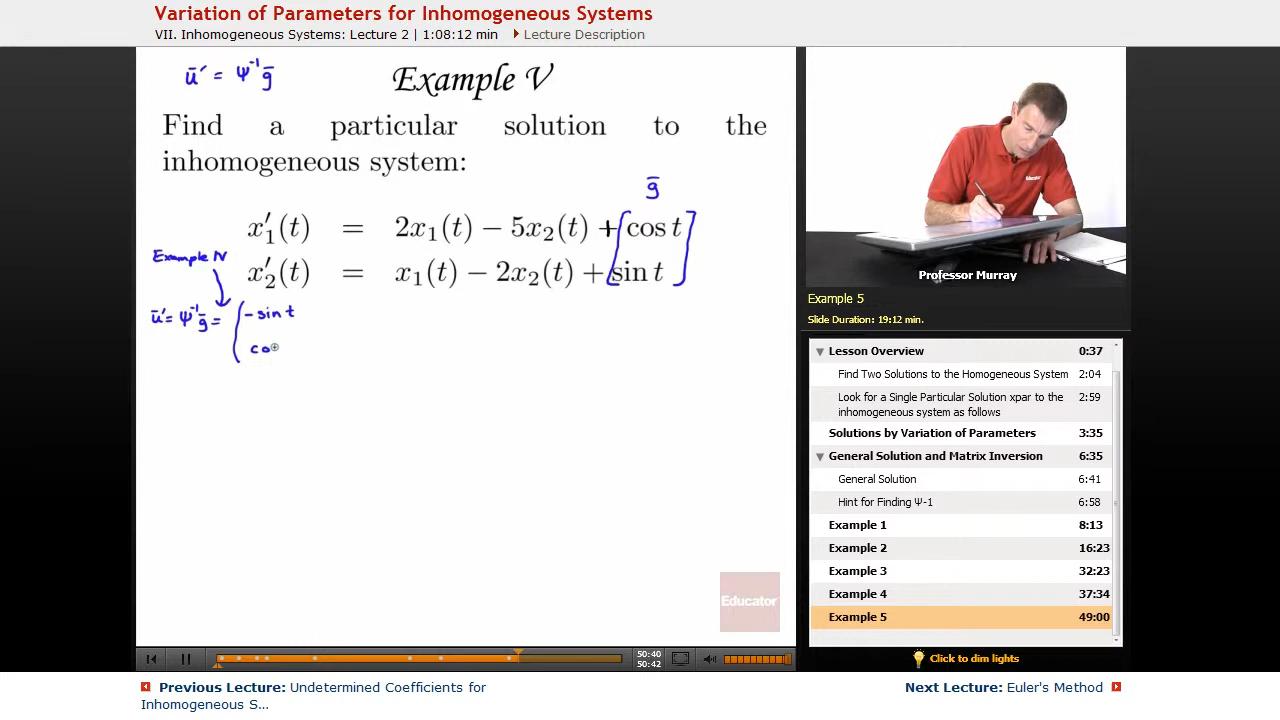 Variation of Parameters for Inhomogeneous Systems
VII. Inhomogeneous Systems: Lecture 2 | 1:08:12 min
Lecture Description
ū′ = Ψ⁻¹ ḡ
Example V
Find a particular solution to the
inhomogeneous system:
ḡ
x′₁(t) = 2x₁(t) − 5x₂(t) + cos t
Example IV
x′₂(t) = x₁(t) − 2x₂(t) + sin t
ū′ = Ψ⁻¹ ḡ = ( −sin t
co
Educator
Professor Murray
Example 5
Slide Duration: 19:12 min.
Lesson Overview 0:37
Find Two Solutions to the Homogeneous System 2:04
Look for a Single Particular Solution xpar to the 2:59
inhomogeneous system as follows
Solutions by Variation of Parameters 3:35
General Solution and Matrix Inversion 6:35
General Solution 6:41
Hint for Finding Ψ-1 6:58
Example 1 8:13
Example 2 16:23
Example 3 32:23
Example 4 37:34
Example 5 49:00
50:40
50:42
Click to dim lights
Previous Lecture: Undetermined Coefficients for
Inhomogeneous S...
Next Lecture: Euler's Method